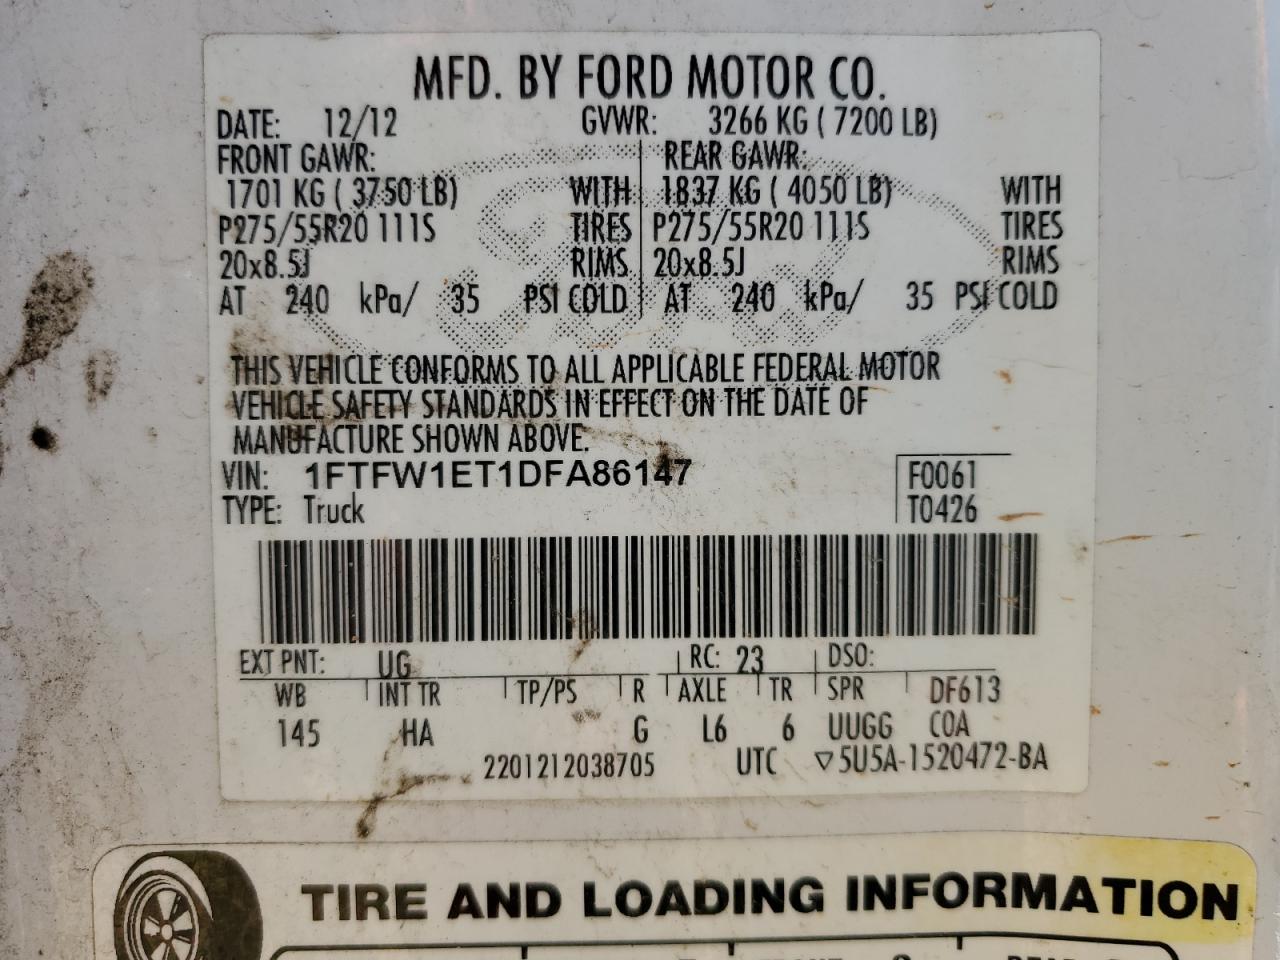 MFD. BY FORD MOTOR CO.
DATE: 12/12 GVWR: 3266 KG ( 7200 LB)
FRONT GAWR: REAR GAWR:
1701 KG ( 3750 LB) WITH 1837 KG ( 4050 LB) WITH
P275/55R20 111S TIRES P275/55R20 111S TIRES
20x8.5J RIMS 20x8.5J RIMS
AT 240 kPa/ 35 PSI COLD AT 240 kPa/ 35 PSI COLD
THIS VEHICLE CONFORMS TO ALL APPLICABLE FEDERAL MOTOR
VEHICLE SAFETY STANDARDS IN EFFECT ON THE DATE OF
MANUFACTURE SHOWN ABOVE.
VIN: 1FTFW1ET1DFA86147 F0061
TYPE: Truck T0426
EXT PNT: UG RC: 23 DSO:
WB INT TR TP/PS R AXLE TR SPR DF613
145 HA G L6 6 UUGG COA
2201212038705 UTC ▽5U5A-1520472-BA
TIRE AND LOADING INFORMATION